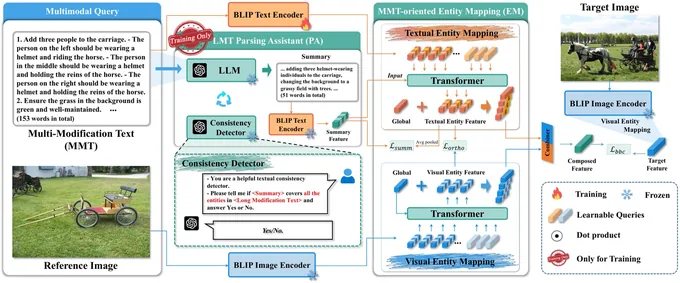 Multimodal Query
1. Add three people to the carriage. - The
person on the left should be wearing a
helmet and riding the horse. - The person
in the middle should be wearing a helmet
and holding the reins of the horse. - The
person on the right should be wearing a
helmet and holding the reins of the horse.
2. Ensure the grass in the background is
green and well-maintained. ...
(153 words in total)
Multi-Modification Text
(MMT)
Reference Image
BLIP Text Encoder
Training Only
LMT Parsing Assistant (PA)
LLM
Summary
... adding three helmet-wearing
individuals to the carriage,
changing the background to a
grassy field with trees. ...
(51 words in total)
Consistency
Detector
BLIP Text
Encoder
Summary
Feature
Consistency Detector
- You are a helpful textual consistency
detector.
- Please tell me if <Summary> covers all the
entities in <Long Modification Text> and
answer Yes or No.
Yes/No.
BLIP Image Encoder
MMT-oriented Entity Mapping (EM)
Textual Entity Mapping
...
Input
Transformer
+
Global
Textual Entity Feature
Lsumm
Avg pooled
Lortho
Global
Visual Entity Feature
+
Transformer
...
Visual Entity Mapping
Target Image
BLIP Image Encoder
Visual Entity
Mapping
Combiner
Lbbc
Composed
Feature
Target
Feature
Training
Frozen
Learnable Queries
Dot product
Training Only
Only for Training